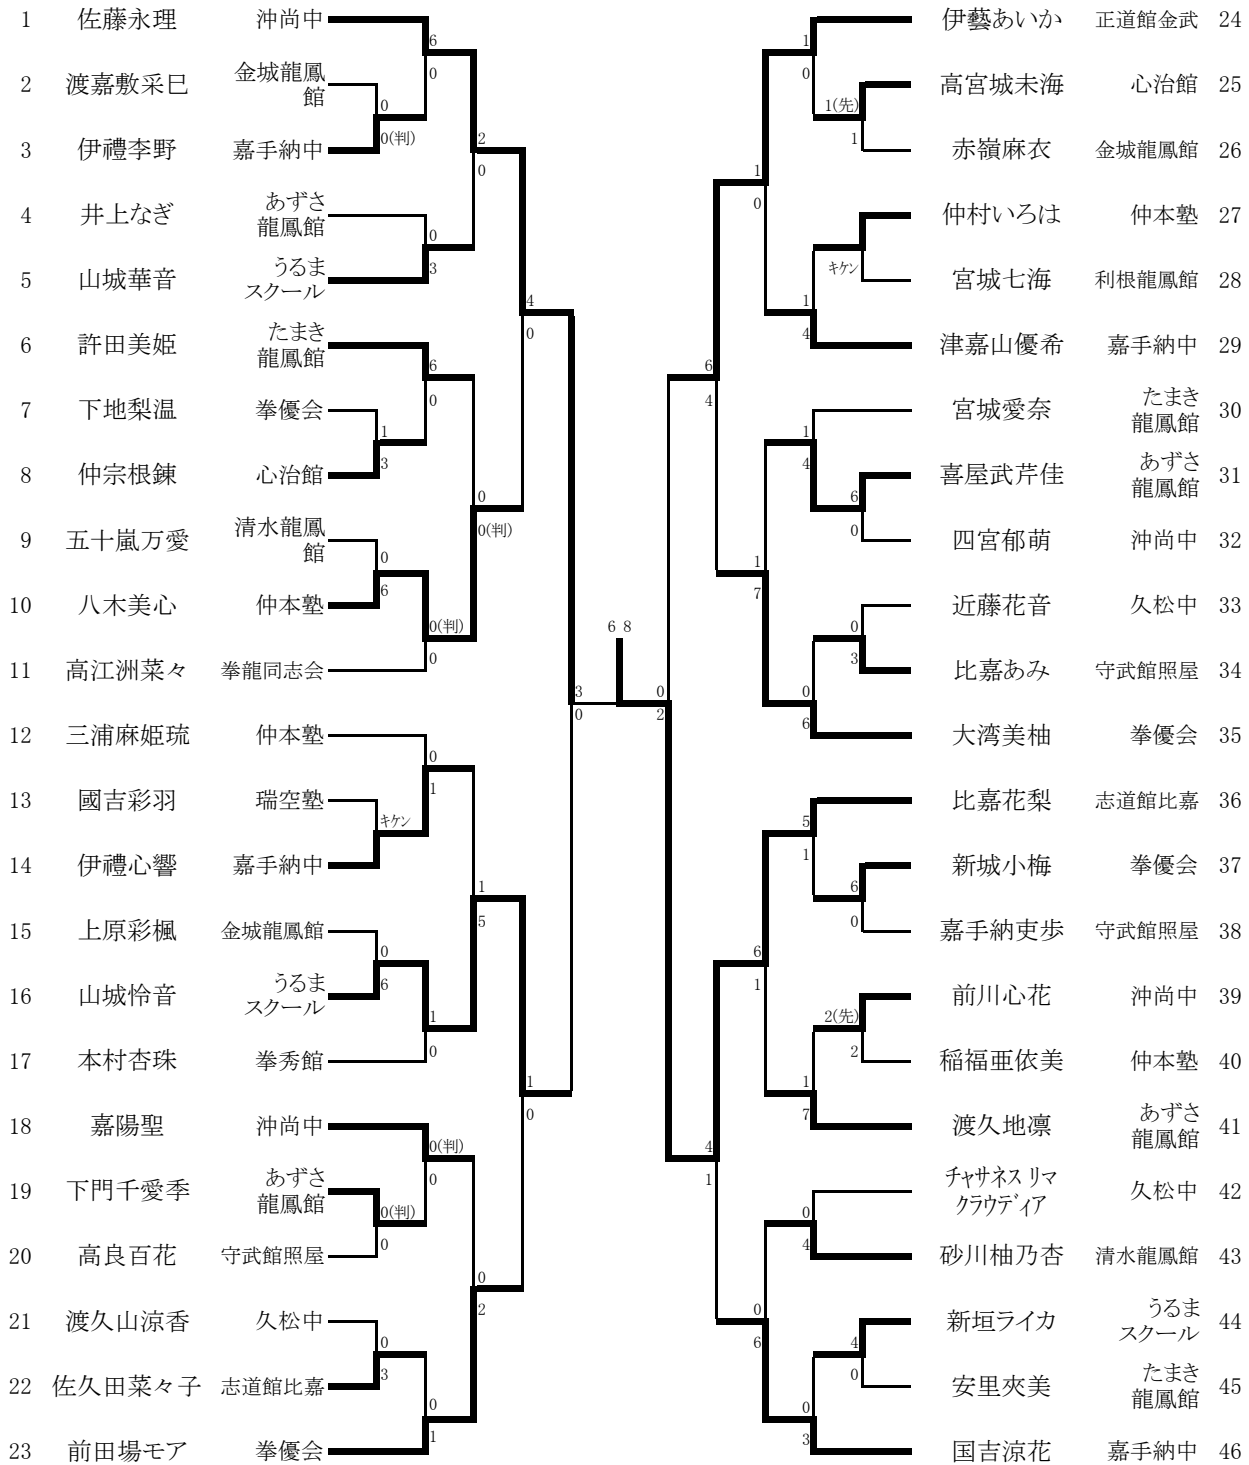 1 佐藤永理 沖尚中
6
0
2 渡嘉敷采巳 金城龍鳳
館
0
0(判)
3 伊禮李野 嘉手納中
2
0
4 井上なぎ あずさ
龍鳳館
0
3
5 山城華音 うるま
スクール
4
0
6 許田美姫 たまき
龍鳳館
6
0
7 下地梨温 拳優会
1
3
8 仲宗根錬 心治館
0
0(判)
9 五十嵐万愛 清水龍鳳
館
0
6
10 八木美心 仲本塾
0(判)
0
11 高江洲菜々 拳龍同志会
3
0
12 三浦麻姫琉 仲本塾
0
1
13 國吉彩羽 瑞空塾
キケン
14 伊禮心響 嘉手納中
1
5
15 上原彩楓 金城龍鳳館
0
6
16 山城怜音 うるま
スクール
1
0
17 本村杏珠 拳秀館
1
0
18 嘉陽聖 沖尚中
0(判)
0
19 下門千愛季 あずさ
龍鳳館
0(判)
0
20 高良百花 守武館照屋
0
2
21 渡久山涼香 久松中
0
3
22 佐久田菜々子 志道館比嘉
0
1
23 前田場モア 拳優会
6 8
0
2
伊藝あいか 正道館金武 24
1
0
高宮城未海 心治館 25
1(先)
1
赤嶺麻衣 金城龍鳳館 26
1
0
仲村いろは 仲本塾 27
キケン
宮城七海 利根龍鳳館 28
1
4
津嘉山優希 嘉手納中 29
6
4
宮城愛奈 たまき
龍鳳館 30
1
4
喜屋武芹佳 あずさ
龍鳳館 31
6
0
四宮郁萌 沖尚中 32
1
7
近藤花音 久松中 33
0
3
比嘉あみ 守武館照屋 34
0
6
大湾美柚 拳優会 35
比嘉花梨 志道館比嘉 36
5
1
新城小梅 拳優会 37
6
0
嘉手納吏歩 守武館照屋 38
6
1
前川心花 沖尚中 39
2(先)
2
稲福亜依美 仲本塾 40
1
7
渡久地凛 あずさ
龍鳳館 41
4
1
チャサネス リマ
クラウディア 久松中 42
0
4
砂川柚乃杏 清水龍鳳館 43
0
6
新垣ライカ うるま
スクール 44
4
0
安里夾美 たまき
龍鳳館 45
0
3
国吉涼花 嘉手納中 46